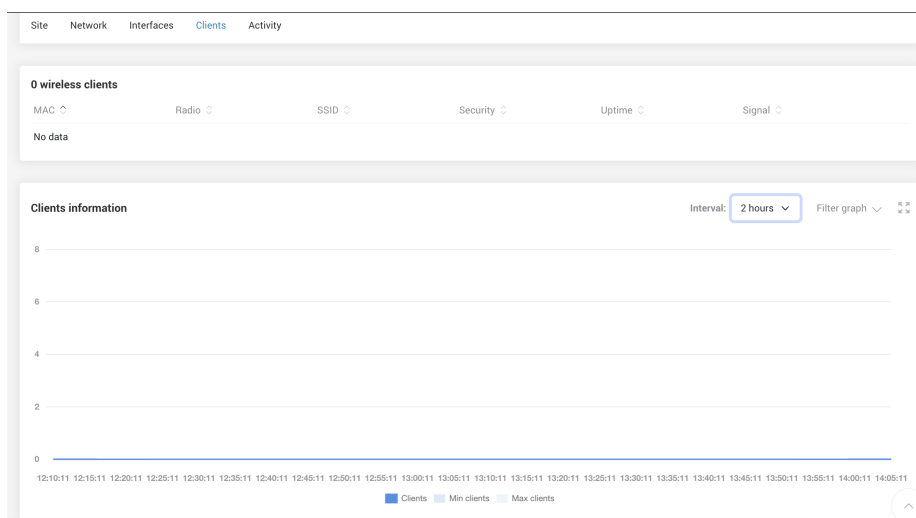 Site Network Interfaces Clients Activity
0 wireless clients
MAC Radio SSID Security Uptime Signal
No data
Clients information Interval: 2 hours Filter graph
8
6
4
2
0
12:10:11 12:15:11 12:20:11 12:25:11 12:30:11 12:35:11 12:40:11 12:45:11 12:50:11 12:55:11 13:00:11 13:05:11 13:10:11 13:15:11 13:20:11 13:25:11 13:30:11 13:35:11 13:40:11 13:45:11 13:50:11 13:55:11 14:00:11 14:05:11
Clients Min clients Max clients